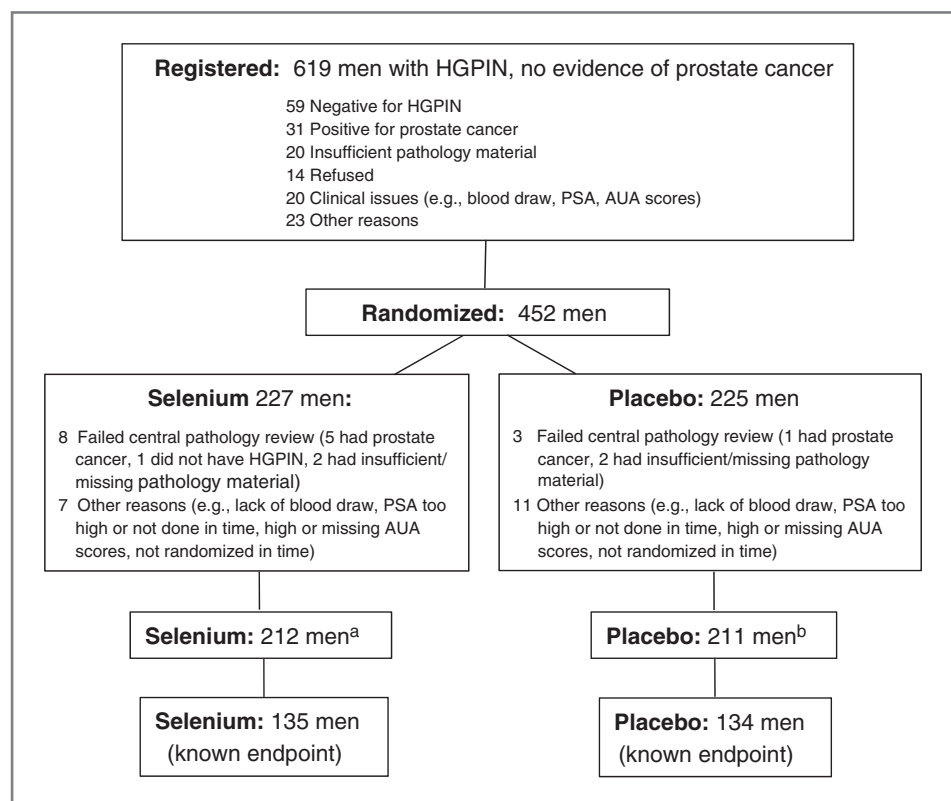 Registered: 619 men with HGPIN, no evidence of prostate cancer
59 Negative for HGPIN
31 Positive for prostate cancer
20 Insufficient pathology material
14 Refused
20 Clinical issues (e.g., blood draw, PSA, AUA scores)
23 Other reasons
Randomized: 452 men
Selenium 227 men:
8 Failed central pathology review (5 had prostate
cancer, 1 did not have HGPIN, 2 had insufficient/
missing pathology material)
7 Other reasons (e.g., lack of blood draw, PSA too
high or not done in time, high or missing AUA
scores, not randomized in time)
Placebo: 225 men
3 Failed central pathology review (1 had prostate
cancer, 2 had insufficient/missing pathology
material)
11 Other reasons (e.g., lack of blood draw, PSA too
high or not done in time, high or missing AUA
scores, not randomized in time)
Selenium: 212 menᵃ
Placebo: 211 menᵇ
Selenium: 135 men
(known endpoint)
Placebo: 134 men
(known endpoint)